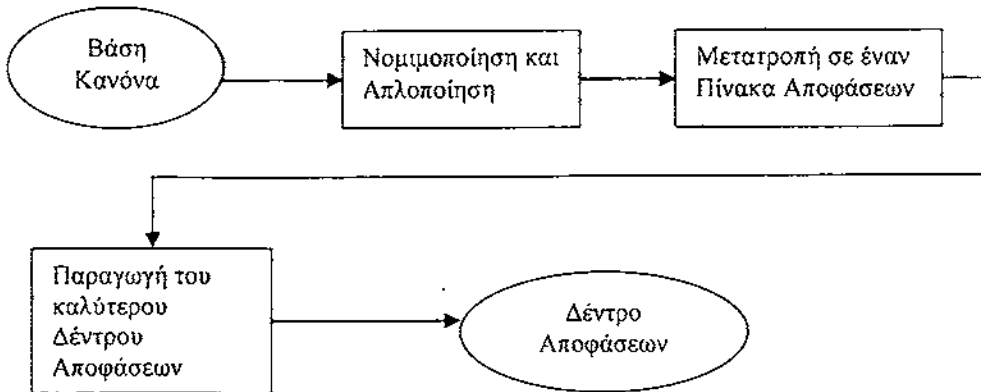 Βάση
Κανόνα
Νομιμοποίηση και
Απλοποίηση
Μετατροπή σε έναν
Πίνακα Αποφάσεων
Παραγωγή του
καλύτερου
Δέντρου
Αποφάσεων
Δέντρο
Αποφάσεων